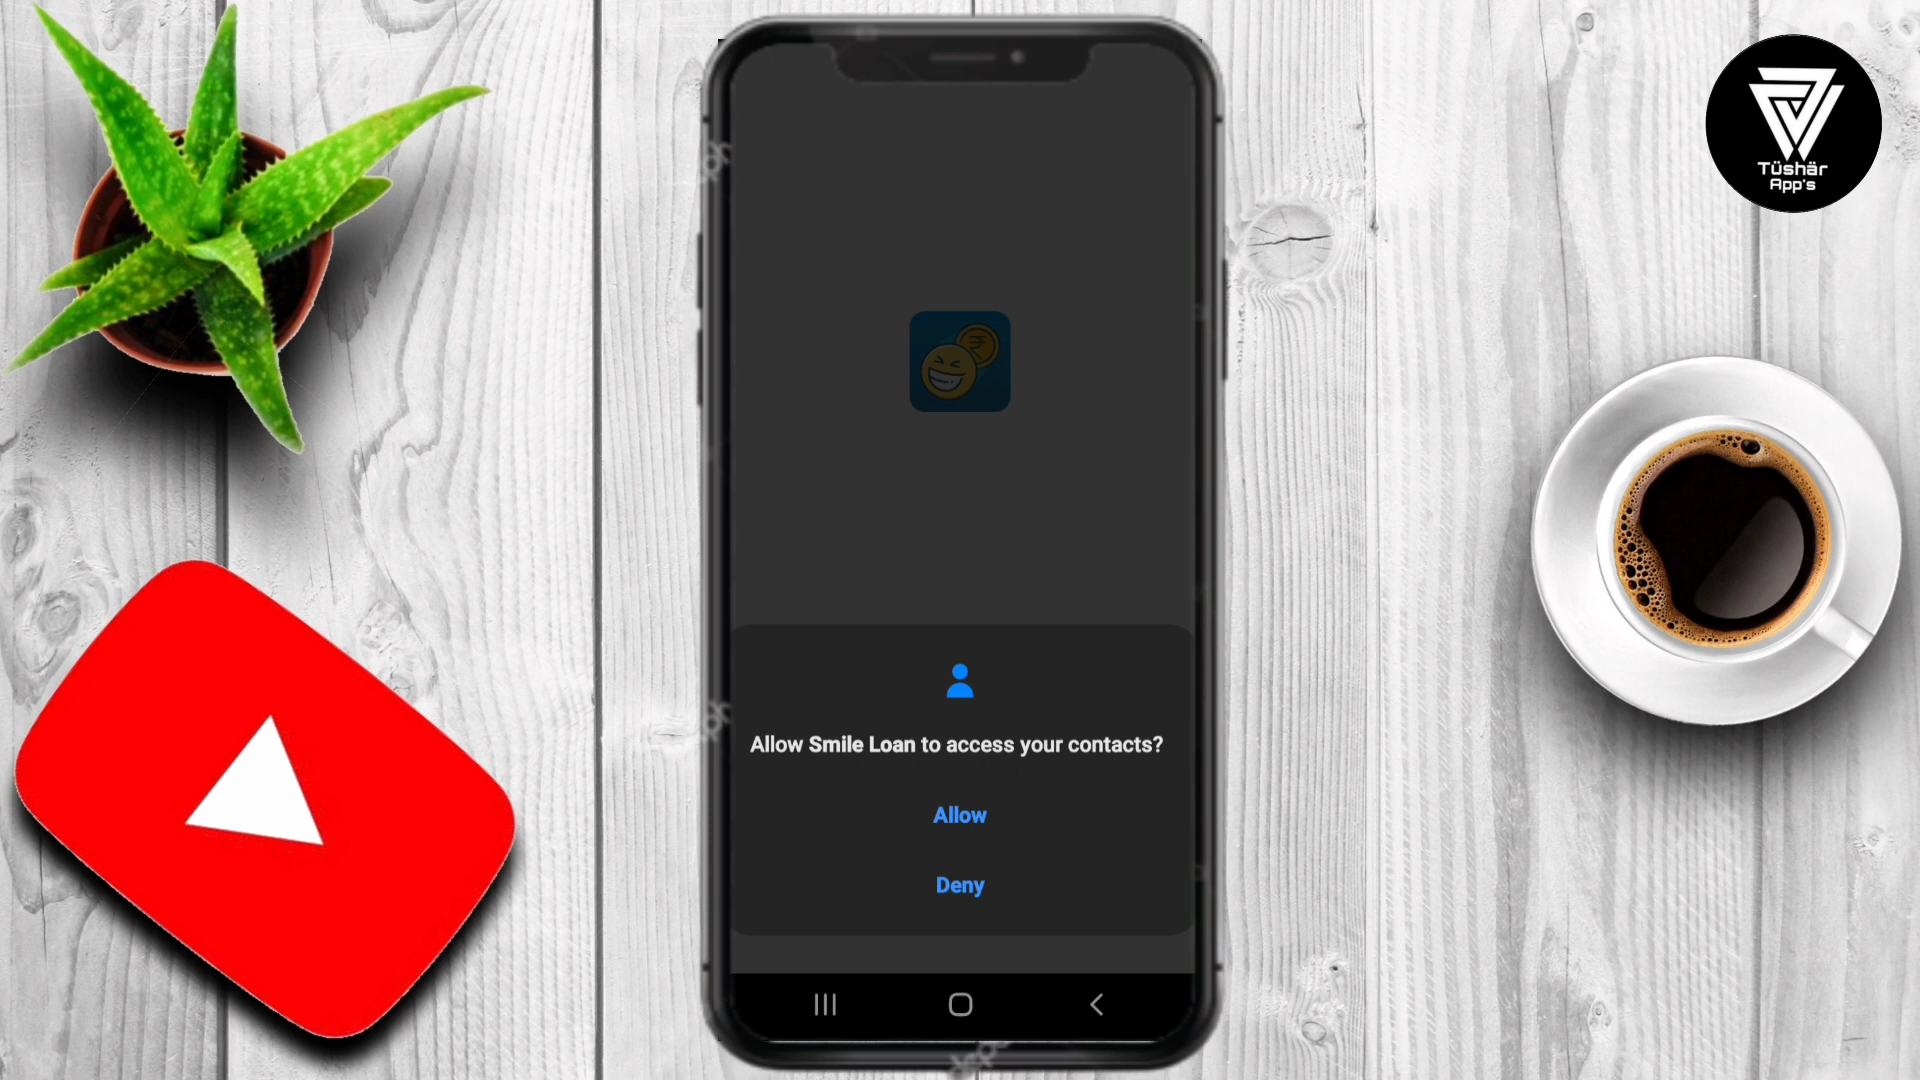 Tüshär
App's
Allow Smile Loan to access your contacts?
Allow
Deny